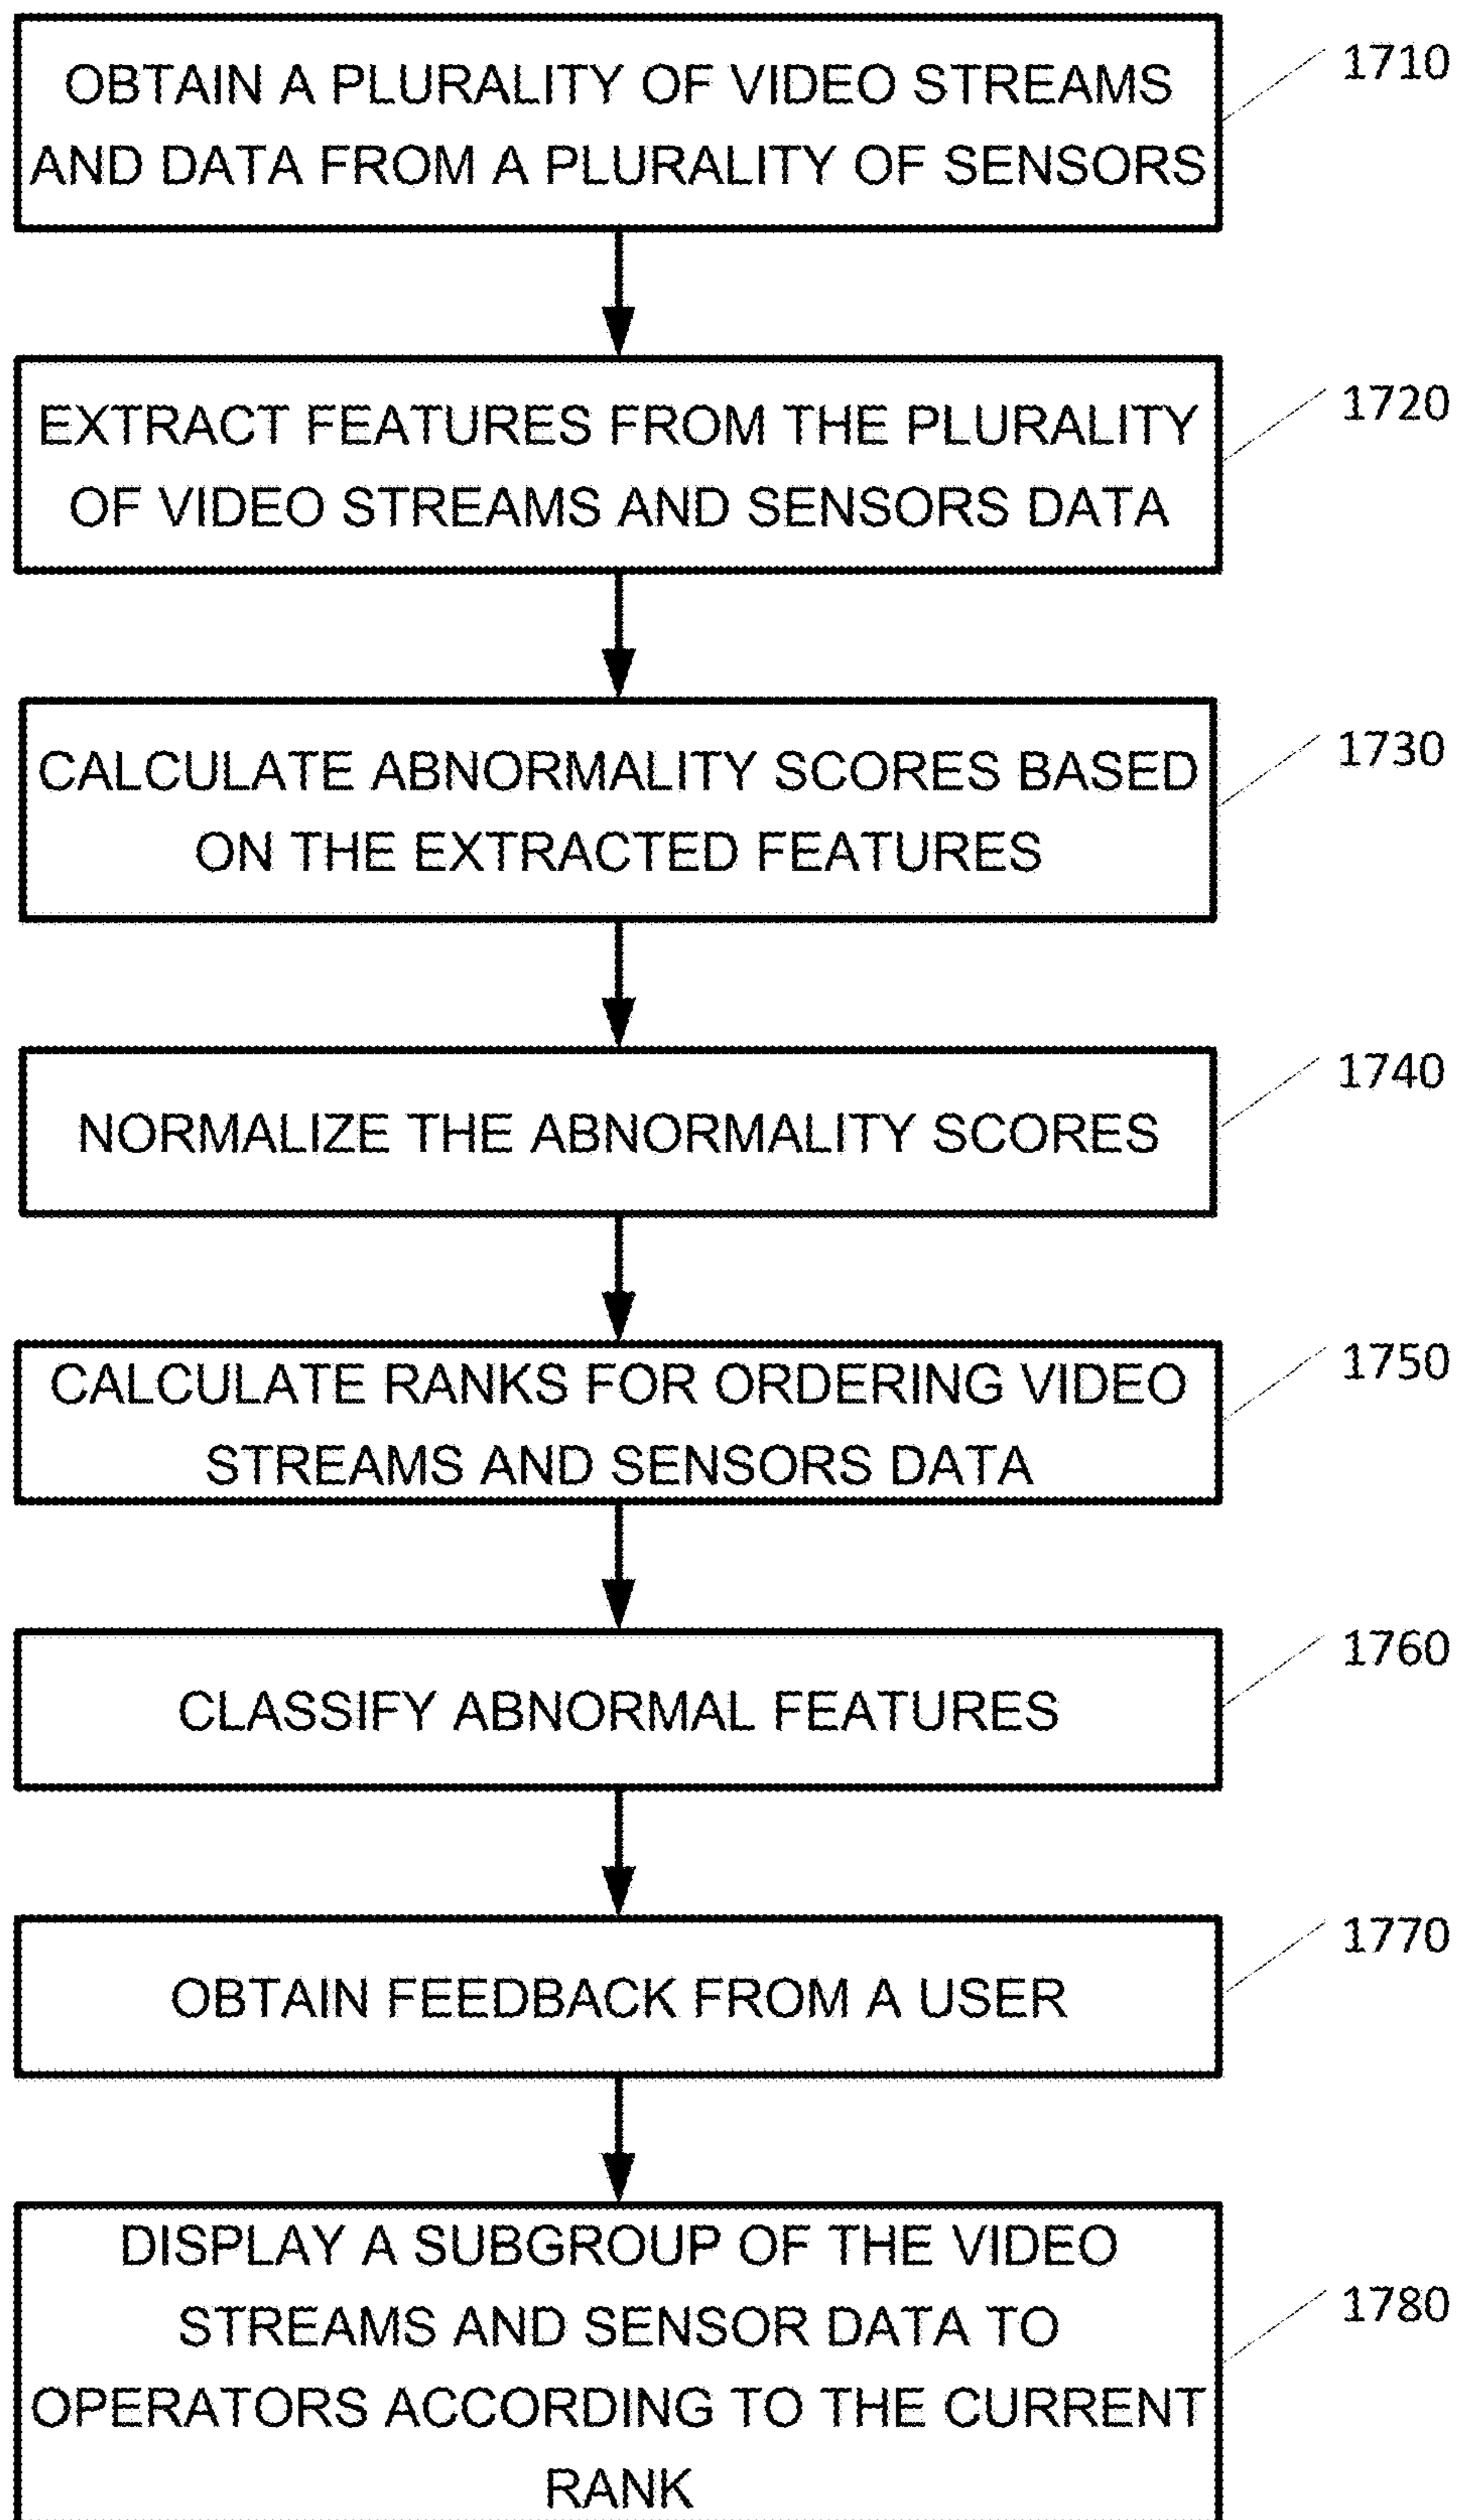 OBTAIN A PLURALITY OF VIDEO STREAMS
AND DATA FROM A PLURALITY OF SENSORS
1710
EXTRACT FEATURES FROM THE PLURALITY
OF VIDEO STREAMS AND SENSORS DATA
1720
CALCULATE ABNORMALITY SCORES BASED
ON THE EXTRACTED FEATURES
1730
NORMALIZE THE ABNORMALITY SCORES
1740
CALCULATE RANKS FOR ORDERING VIDEO
STREAMS AND SENSORS DATA
1750
CLASSIFY ABNORMAL FEATURES
1760
OBTAIN FEEDBACK FROM A USER
1770
DISPLAY A SUBGROUP OF THE VIDEO
STREAMS AND SENSOR DATA TO
OPERATORS ACCORDING TO THE CURRENT
RANK
1780